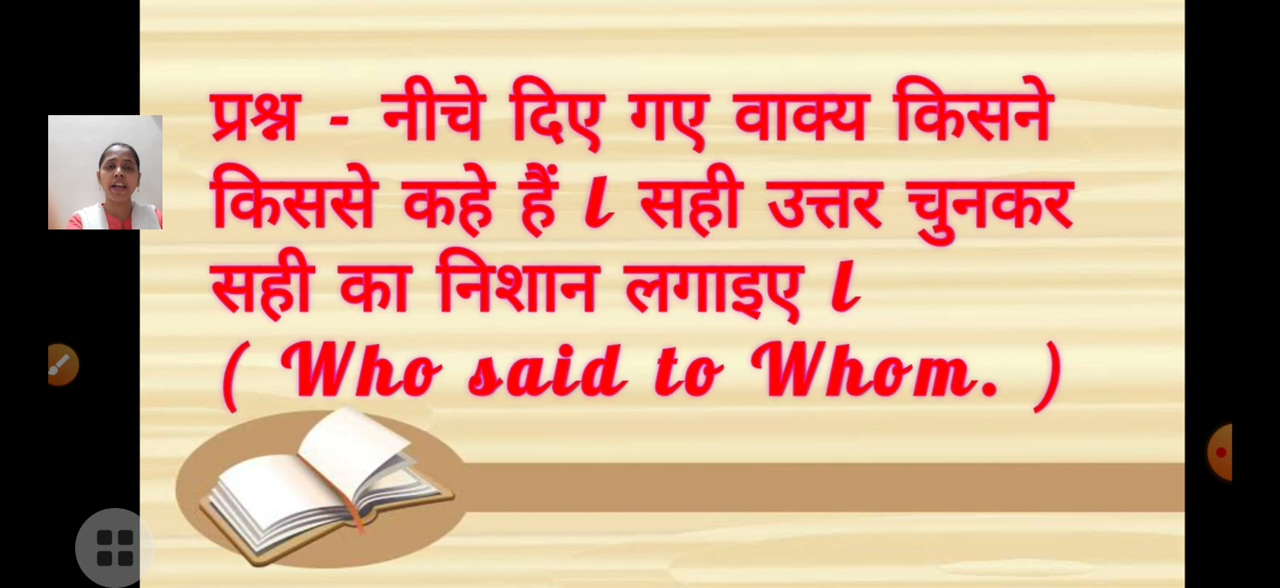 प्रश्न - नीचे दिए गए वाक्य किसने
किससे कहे हैं l सही उत्तर चुनकर
सही का निशान लगाइए l
( Who said to Whom. )